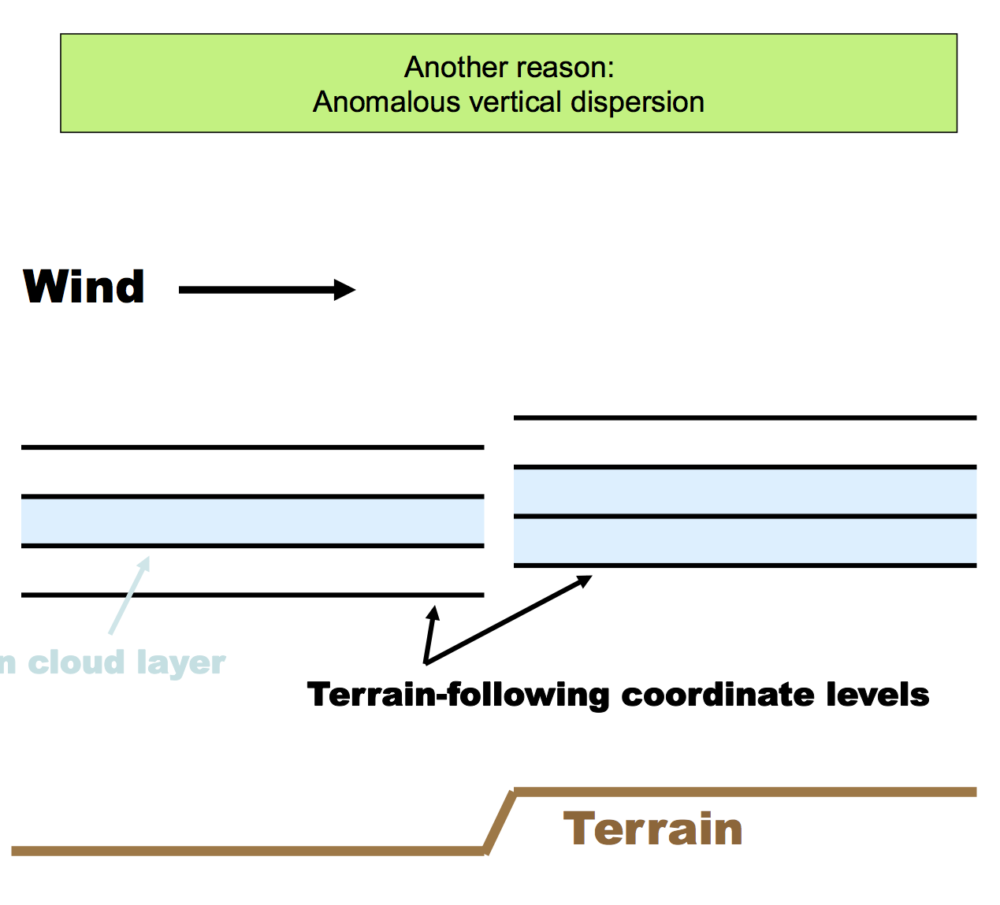 Another reason:
Anomalous vertical dispersion
Wind
n cloud layer
Terrain-following coordinate levels
Terrain